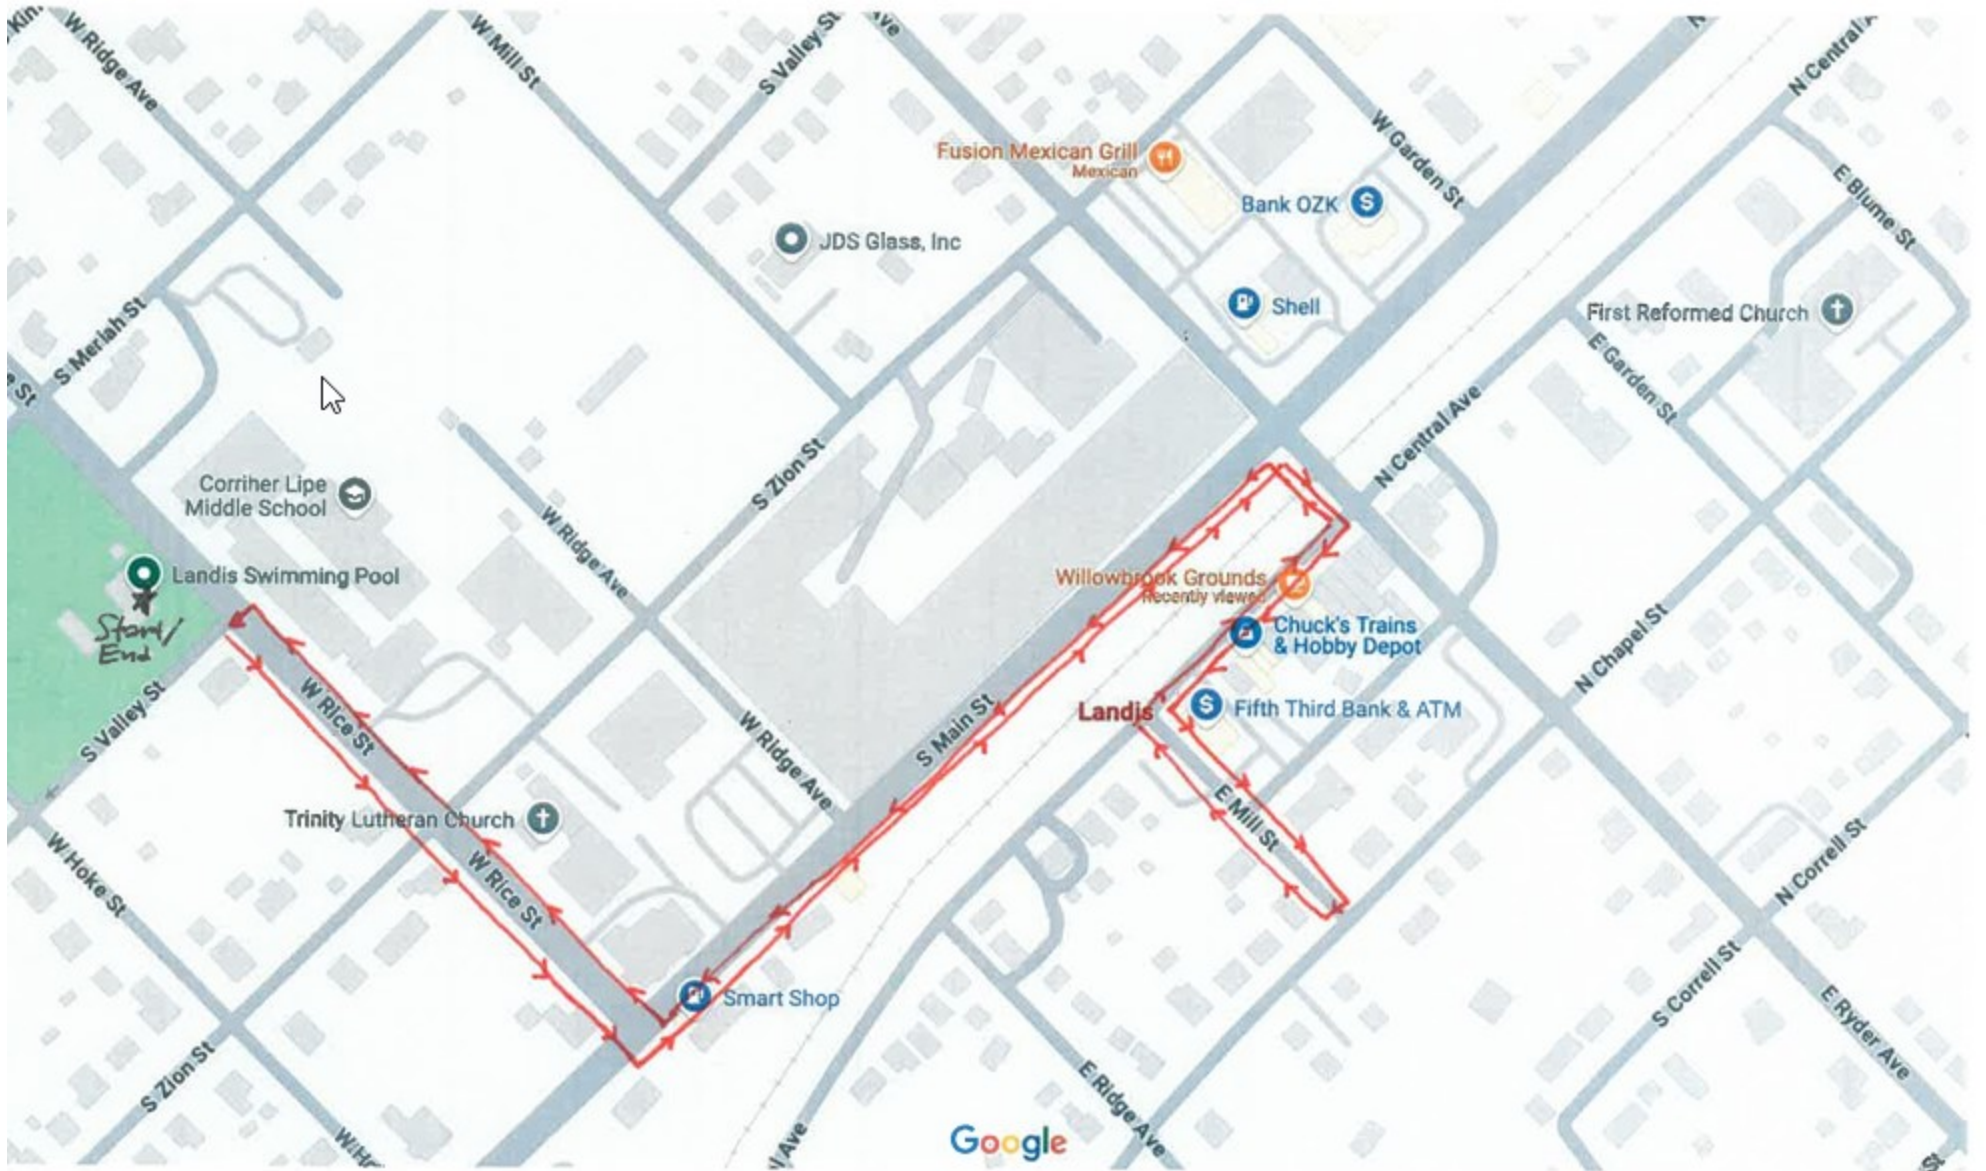 W Ridge Ave
W Mill St
S Valley St
Ave
N Central A
W Garden St
E Blume St
Fusion Mexican Grill
Mexican
Bank OZK
JDS Glass, Inc
Shell
First Reformed Church
S Meriah St
St
E Garden St
N Central Ave
Corriher Lipe
Middle School
S Zion St
W Ridge Ave
Landis Swimming Pool
Start/
End
Willowbrook Grounds
Recently viewed
Chuck's Trains
& Hobby Depot
N Chapel St
W Rice St
S Valley St
Landis
Fifth Third Bank & ATM
S Main St
W Ridge Ave
E Mill St
Trinity Lutheran Church
W Rice St
W Hoke St
N Correll St
S Correll St
Smart Shop
E Ryder Ave
S Zion St
E Ridge Ave
W Ho
Google
Ave
St